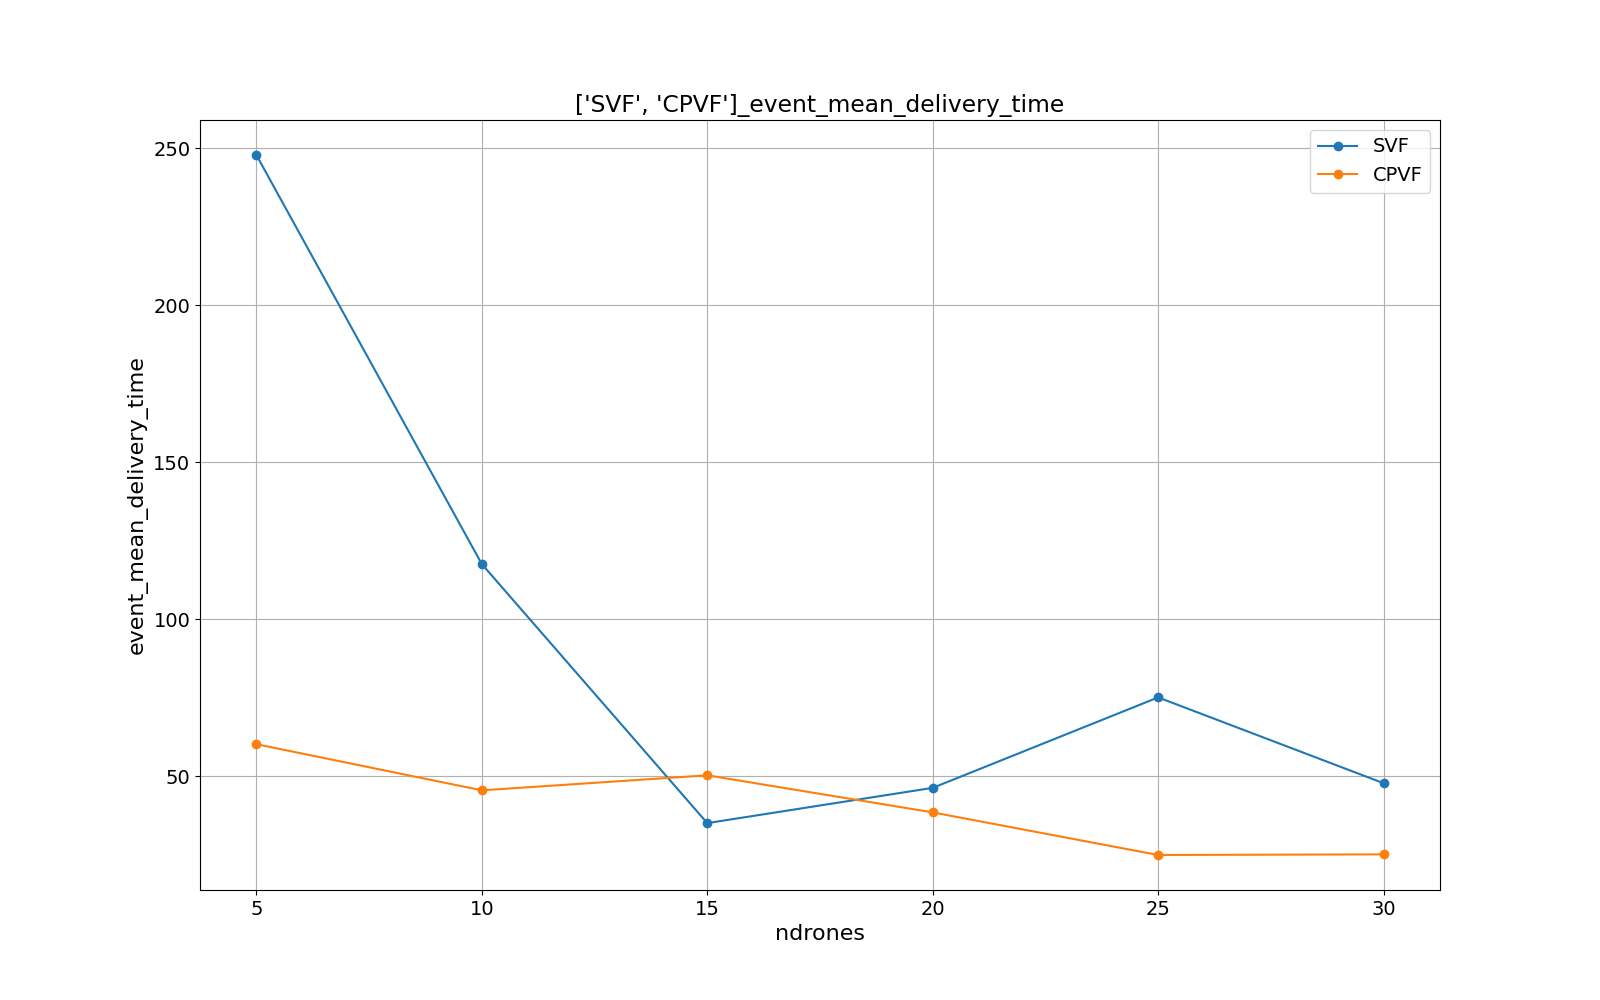 ['SVF', 'CPVF']_event_mean_delivery_time
SVF
CPVF
event_mean_delivery_time
250
200
150
100
50
5 10 15 20 25 30
ndrones